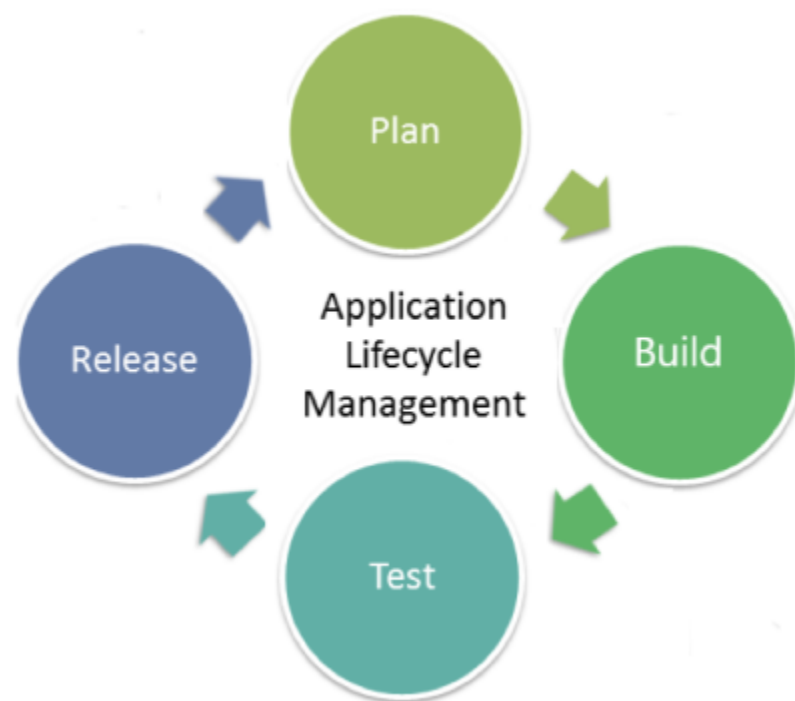 Plan
Application
Lifecycle
Management
Release
Build
Test